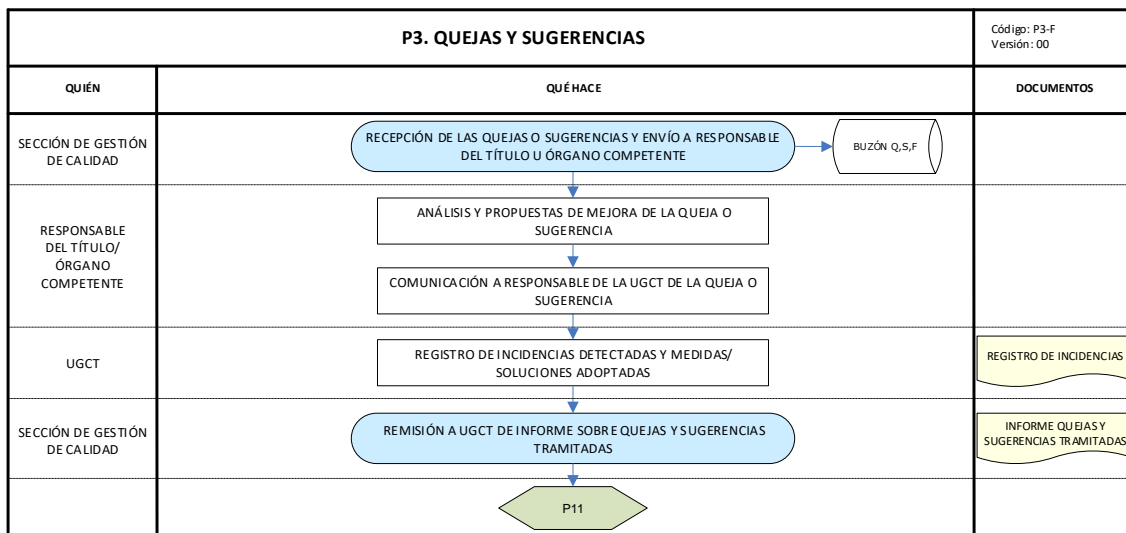 P3. QUEJAS Y SUGERENCIAS
Código: P3-F
Versión: 00
QUIÉN
QUÉ HACE
DOCUMENTOS
SECCIÓN DE GESTIÓN
DE CALIDAD
RECEPCIÓN DE LAS QUEJAS O SUGERENCIAS Y ENVÍO A RESPONSABLE
DEL TÍTULO U ÓRGANO COMPETENTE
BUZÓN Q,S,F
RESPONSABLE
DEL TÍTULO/
ÓRGANO
COMPETENTE
ANÁLISIS Y PROPUESTAS DE MEJORA DE LA QUEJA O
SUGERENCIA
COMUNICACIÓN A RESPONSABLE DE LA UGCT DE LA QUEJA O
SUGERENCIA
UGCT
REGISTRO DE INCIDENCIAS DETECTADAS Y MEDIDAS/
SOLUCIONES ADOPTADAS
REGISTRO DE INCIDENCIAS
SECCIÓN DE GESTIÓN
DE CALIDAD
REMISIÓN A UGCT DE INFORME SOBRE QUEJAS Y SUGERENCIAS
TRAMITADAS
INFORME QUEJAS Y
SUGERENCIAS TRAMITADAS
P11